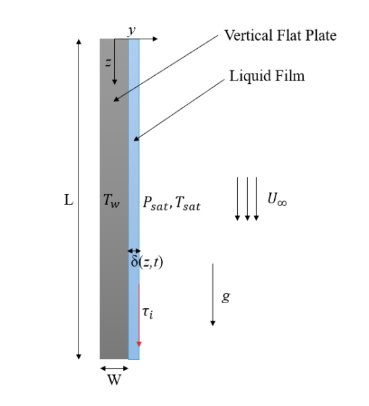 y
Vertical Flat Plate
z
Liquid Film
L
T_w
P_sat, T_sat
U_∞
δ(z,t)
g
τ_i
W